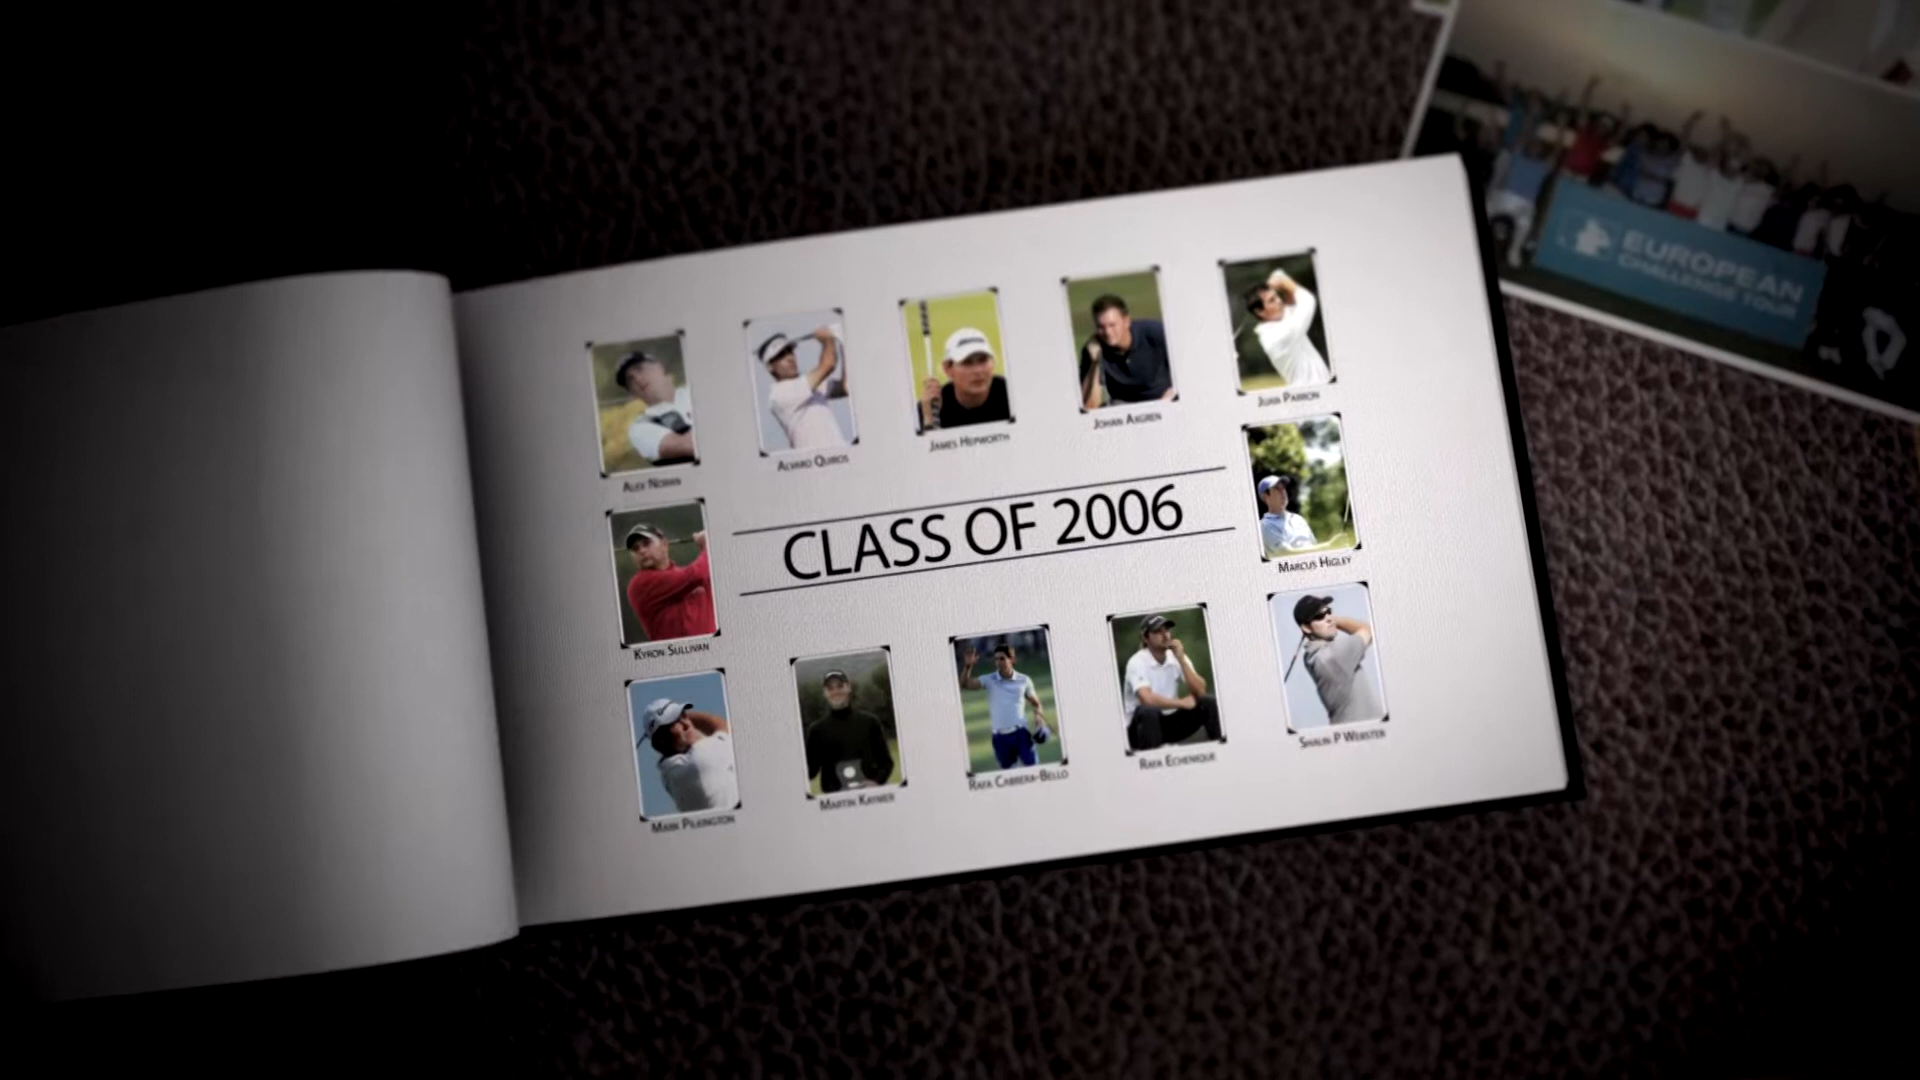 ALEX NOREN
ALVARO QUIROS
JAMES HEPWORTH
JOHAN AXGREN
JUAN PARRON
CLASS OF 2006
KYRON SULLIVAN
MARCUS HIGLEY
MARK PILKINGTON
MARTIN KAYMER
RAFA CABRERA-BELLO
RAFA ECHENIQUE
SHAUN P WEBSTER
EUROPEAN
CHALLENGE TOUR